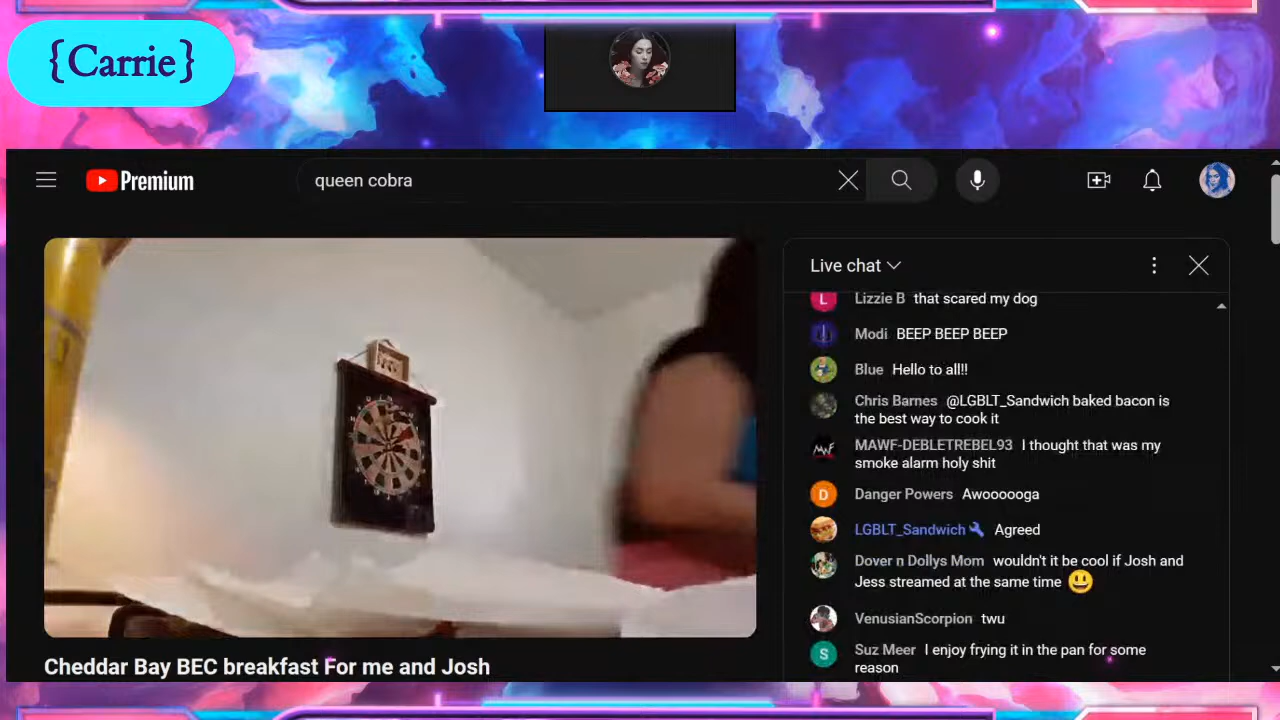 {Carrie}
Premium
queen cobra
Live chat
L
Lizzie B that scared my dog
Modi BEEP BEEP BEEP
Blue Hello to all!!
Chris Barnes @LGBLT_Sandwich baked bacon is
the best way to cook it
MAWF-DEBLETREBEL93 I thought that was my
smoke alarm holy shit
D
Danger Powers Awoooooga
LGBLT_Sandwich Agreed
Dover n Dollys Mom wouldn't it be cool if Josh and
Jess streamed at the same time
VenusianScorpion twu
S
Suz Meer I enjoy frying it in the pan for some
reason
Cheddar Bay BEC breakfast For me and Josh